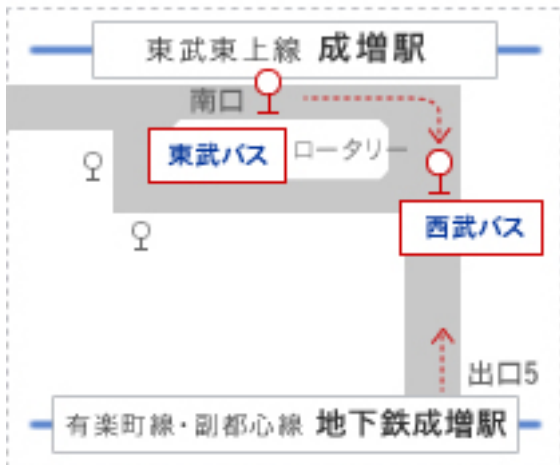 東武東上線 成増駅
南口
東武バス
ロータリー
西武バス
出口5
有楽町線・副都心線 地下鉄成増駅